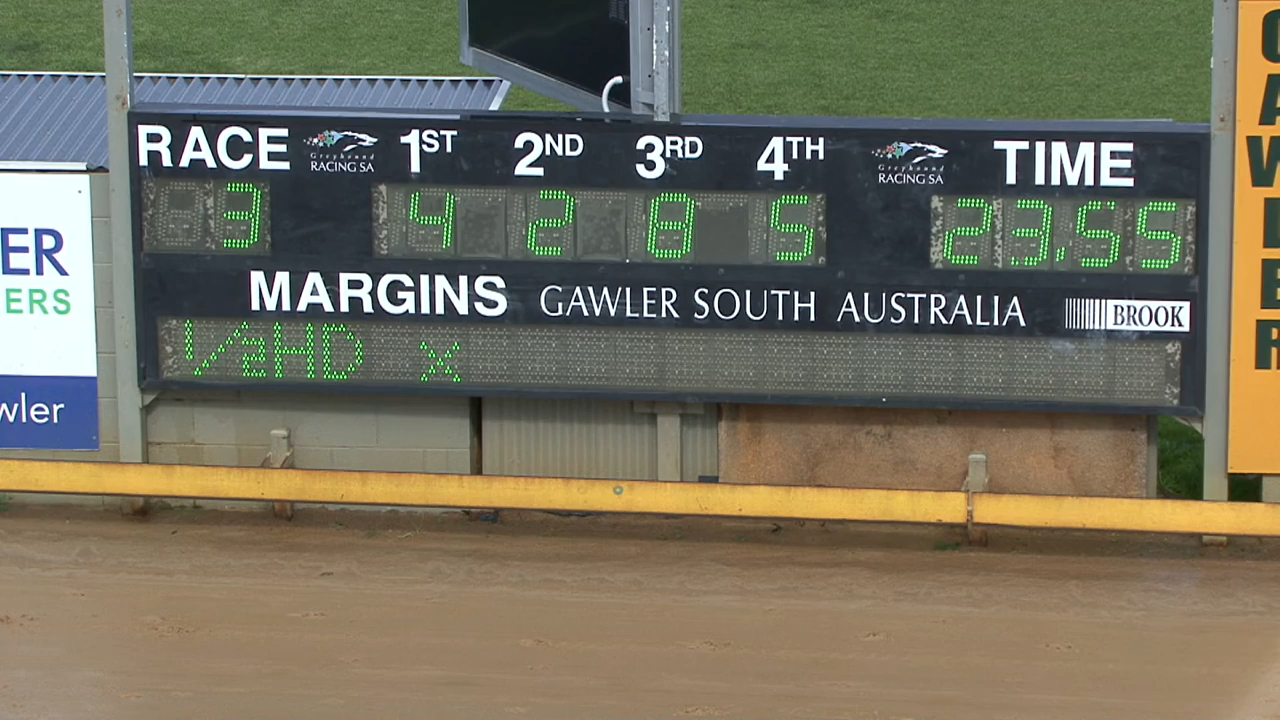 RACE 1ST 2ND 3RD 4TH TIME
Greyhound RACING SA
Greyhound RACING SA
3 4 2 8 5 23.55
MARGINS GAWLER SOUTH AUSTRALIA BROOK
1/2HD X
ER
ERS
wler
GAWLER